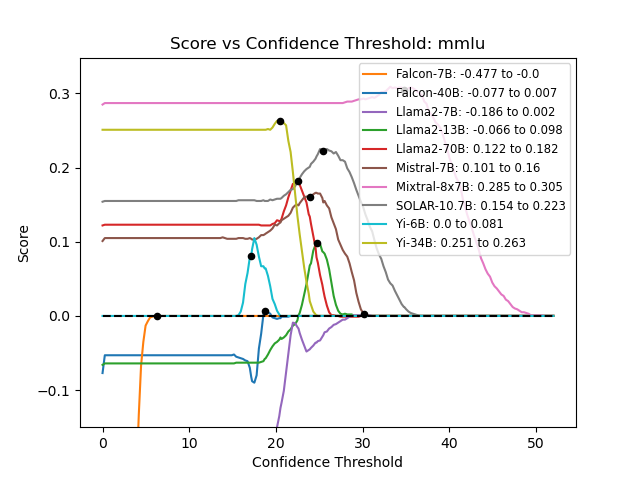 Score vs Confidence Threshold: mmlu
Falcon-7B: -0.477 to -0.0
Falcon-40B: -0.077 to 0.007
Llama2-7B: -0.186 to 0.002
Llama2-13B: -0.066 to 0.098
Llama2-70B: 0.122 to 0.182
Mistral-7B: 0.101 to 0.16
Mixtral-8x7B: 0.285 to 0.305
SOLAR-10.7B: 0.154 to 0.223
Yi-6B: 0.0 to 0.081
Yi-34B: 0.251 to 0.263
Score
0.3
0.2
0.1
0.0
−0.1
0 10 20 30 40 50
Confidence Threshold